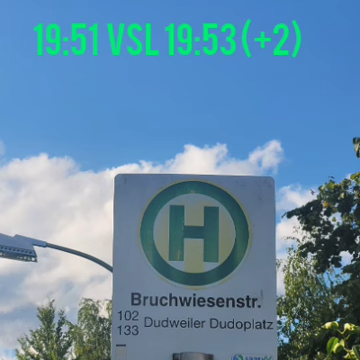 19:51 VSL 19:53 (+2)
H
Bruchwiesenstr.
102 Dudweiler Dudoplatz
133